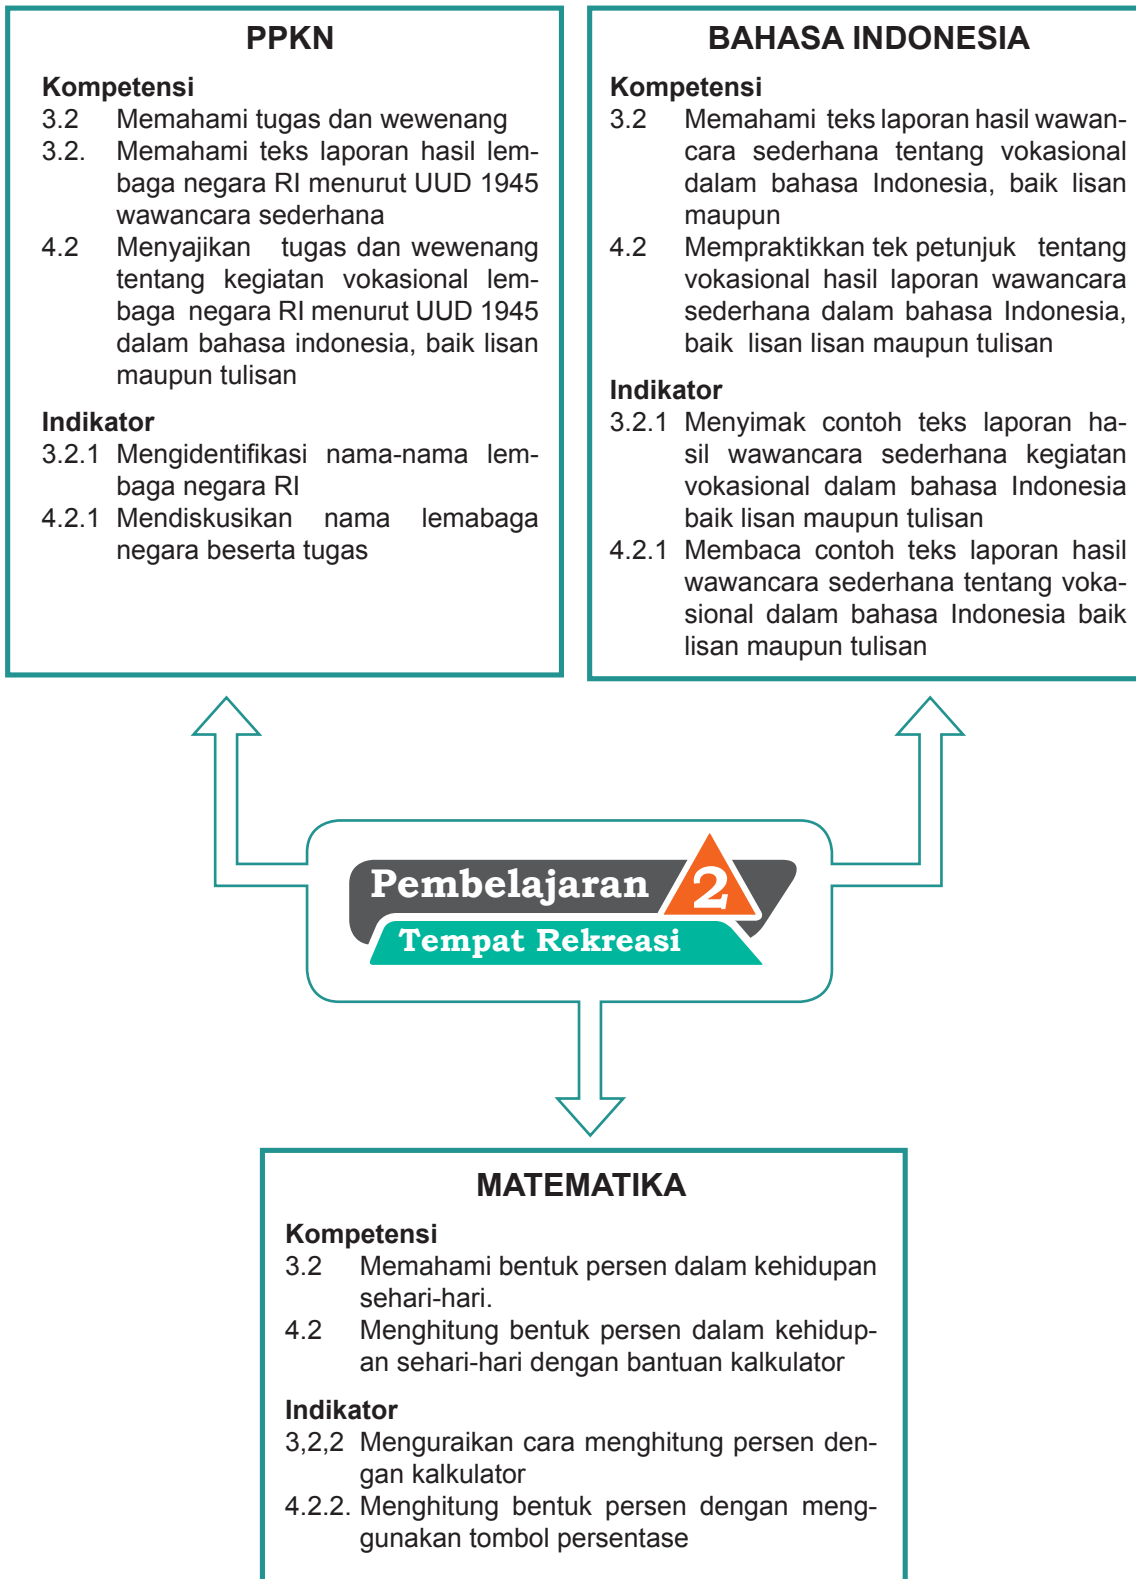 PPKN
Kompetensi
3.2 Memahami tugas dan wewenang
3.2. Memahami teks laporan hasil lem-
baga negara RI menurut UUD 1945
wawancara sederhana
4.2 Menyajikan tugas dan wewenang
tentang kegiatan vokasional lem-
baga negara RI menurut UUD 1945
dalam bahasa indonesia, baik lisan
maupun tulisan
Indikator
3.2.1 Mengidentifikasi nama-nama lem-
baga negara RI
4.2.1 Mendiskusikan nama lemabaga
negara beserta tugas
BAHASA INDONESIA
Kompetensi
3.2 Memahami teks laporan hasil wawan-
cara sederhana tentang vokasional
dalam bahasa Indonesia, baik lisan
maupun
4.2 Mempraktikkan tek petunjuk tentang
vokasional hasil laporan wawancara
sederhana dalam bahasa Indonesia,
baik lisan lisan maupun tulisan
Indikator
3.2.1 Menyimak contoh teks laporan ha-
sil wawancara sederhana kegiatan
vokasional dalam bahasa Indonesia
baik lisan maupun tulisan
4.2.1 Membaca contoh teks laporan hasil
wawancara sederhana tentang voka-
sional dalam bahasa Indonesia baik
lisan maupun tulisan
Pembelajaran 2
Tempat Rekreasi
MATEMATIKA
Kompetensi
3.2 Memahami bentuk persen dalam kehidupan
sehari-hari.
4.2 Menghitung bentuk persen dalam kehidup-
an sehari-hari dengan bantuan kalkulator
Indikator
3,2,2 Menguraikan cara menghitung persen den-
gan kalkulator
4.2.2. Menghitung bentuk persen dengan meng-
gunakan tombol persentase